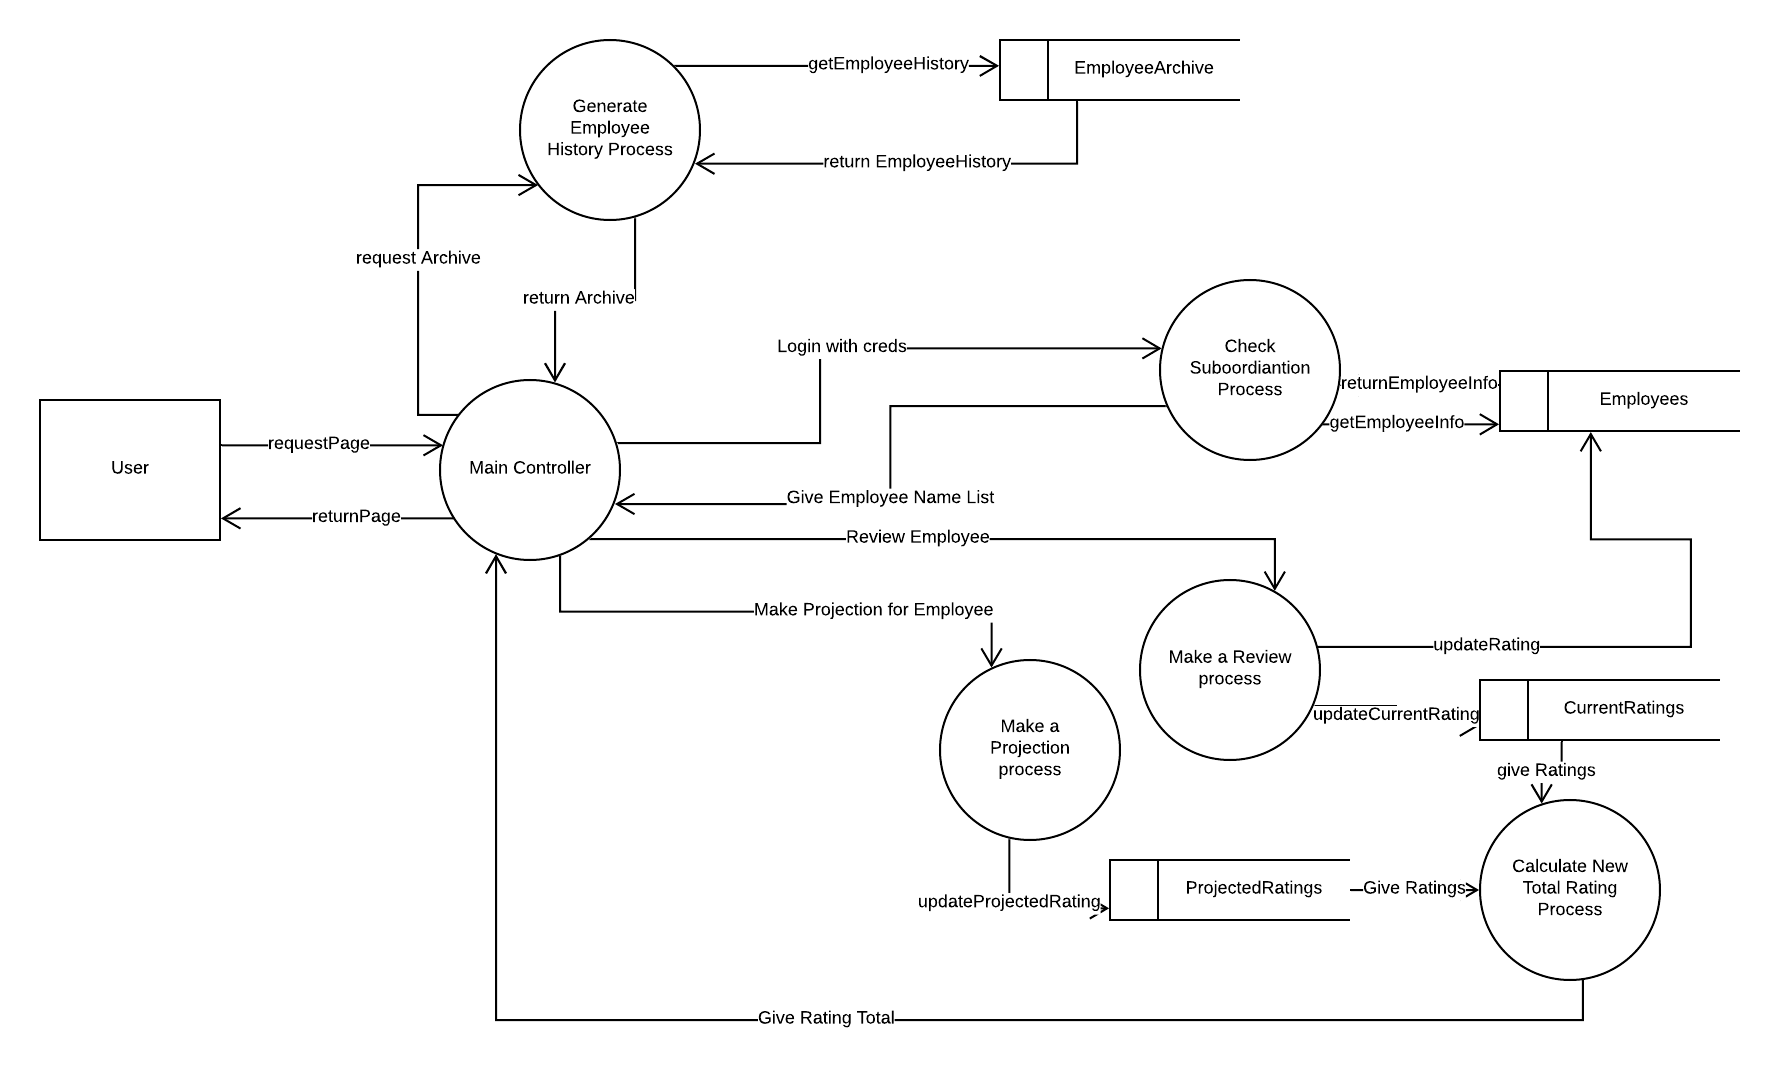 getEmployeeHistory
EmployeeArchive
Generate
Employee
History Process
return EmployeeHistory
request Archive
return Archive
Login with creds
Check
Suboordiantion
Process
returnEmployeeInfo
Employees
getEmployeeInfo
requestPage
User
Main Controller
returnPage
Give Employee Name List
Review Employee
Make Projection for Employee
updateRating
Make a Review
process
updateCurrentRating
CurrentRatings
Make a
Projection
process
give Ratings
Calculate New
Total Rating
Process
ProjectedRatings
Give Ratings
updateProjectedRating
Give Rating Total